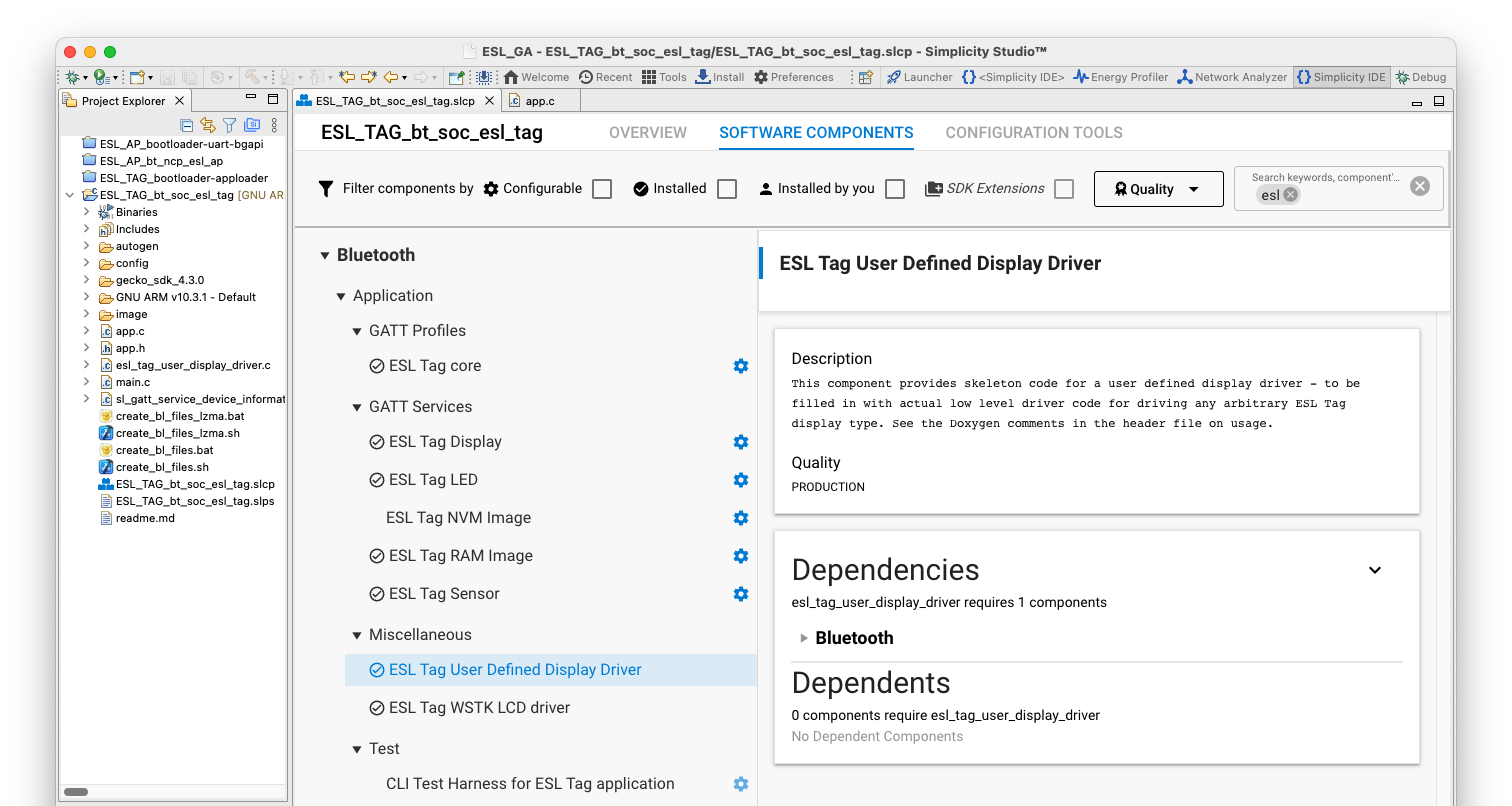 ESL_GA - ESL_TAG_bt_soc_esl_tag/ESL_TAG_bt_soc_esl_tag.slcp - Simplicity Studio™
Welcome Recent Tools Install Preferences Launcher <Simplicity IDE> Energy Profiler Network Analyzer Simplicity IDE Debug
Project Explorer
ESL_TAG_bt_soc_esl_tag.slcp
app.c
ESL_AP_bootloader-uart-bgapi
ESL_AP_bt_ncp_esl_ap
ESL_TAG_bootloader-apploader
ESL_TAG_bt_soc_esl_tag [GNU AR
Binaries
Includes
autogen
config
gecko_sdk_4.3.0
GNU ARM v10.3.1 - Default
image
app.c
app.h
esl_tag_user_display_driver.c
main.c
sl_gatt_service_device_informat
create_bl_files_lzma.bat
create_bl_files_lzma.sh
create_bl_files.bat
create_bl_files.sh
ESL_TAG_bt_soc_esl_tag.slcp
ESL_TAG_bt_soc_esl_tag.slps
readme.md
ESL_TAG_bt_soc_esl_tag
OVERVIEW
SOFTWARE COMPONENTS
CONFIGURATION TOOLS
Filter components by Configurable Installed Installed by you SDK Extensions Quality
Search keywords, component'...
esl
Bluetooth
Application
GATT Profiles
ESL Tag core
GATT Services
ESL Tag Display
ESL Tag LED
ESL Tag NVM Image
ESL Tag RAM Image
ESL Tag Sensor
Miscellaneous
ESL Tag User Defined Display Driver
ESL Tag WSTK LCD driver
Test
CLI Test Harness for ESL Tag application
ESL Tag User Defined Display Driver
Description
This component provides skeleton code for a user defined display driver - to be
filled in with actual low level driver code for driving any arbitrary ESL Tag
display type. See the Doxygen comments in the header file on usage.
Quality
PRODUCTION
Dependencies
esl_tag_user_display_driver requires 1 components
Bluetooth
Dependents
0 components require esl_tag_user_display_driver
No Dependent Components